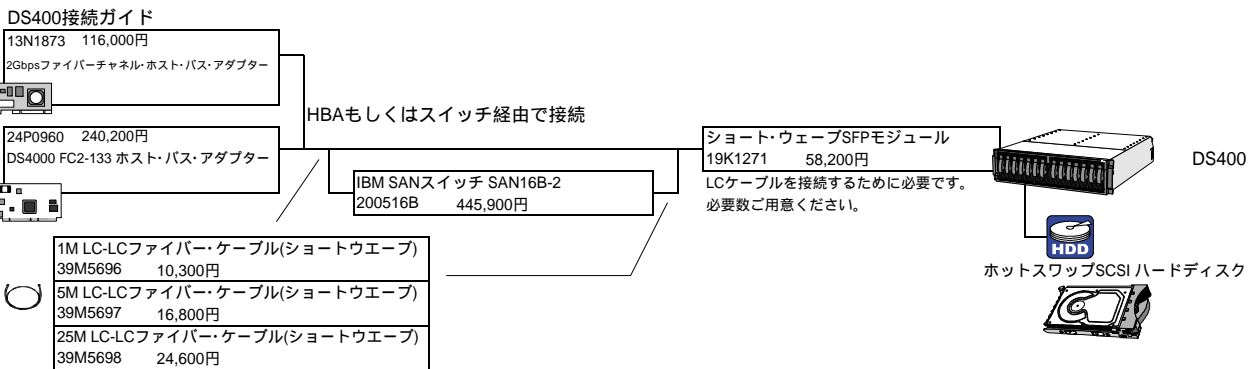 DS400接続ガイド
13N1873 116,000円
2Gbpsファイバーチャネル・ホスト・バス・アダプター
24P0960 240,200円
DS4000 FC2-133 ホスト・バス・アダプター
HBAもしくはスイッチ経由で接続
IBM SANスイッチ SAN16B-2
200516B 445,900円
ショート・ウェーブSFPモジュール
19K1271 58,200円
LCケーブルを接続するために必要です。
必要数ご用意ください。
DS400
HDD
ホットスワップSCSI ハードディスク
1M LC-LCファイバー・ケーブル(ショートウエーブ)
39M5696 10,300円
5M LC-LCファイバー・ケーブル(ショートウエーブ)
39M5697 16,800円
25M LC-LCファイバー・ケーブル(ショートウエーブ)
39M5698 24,600円